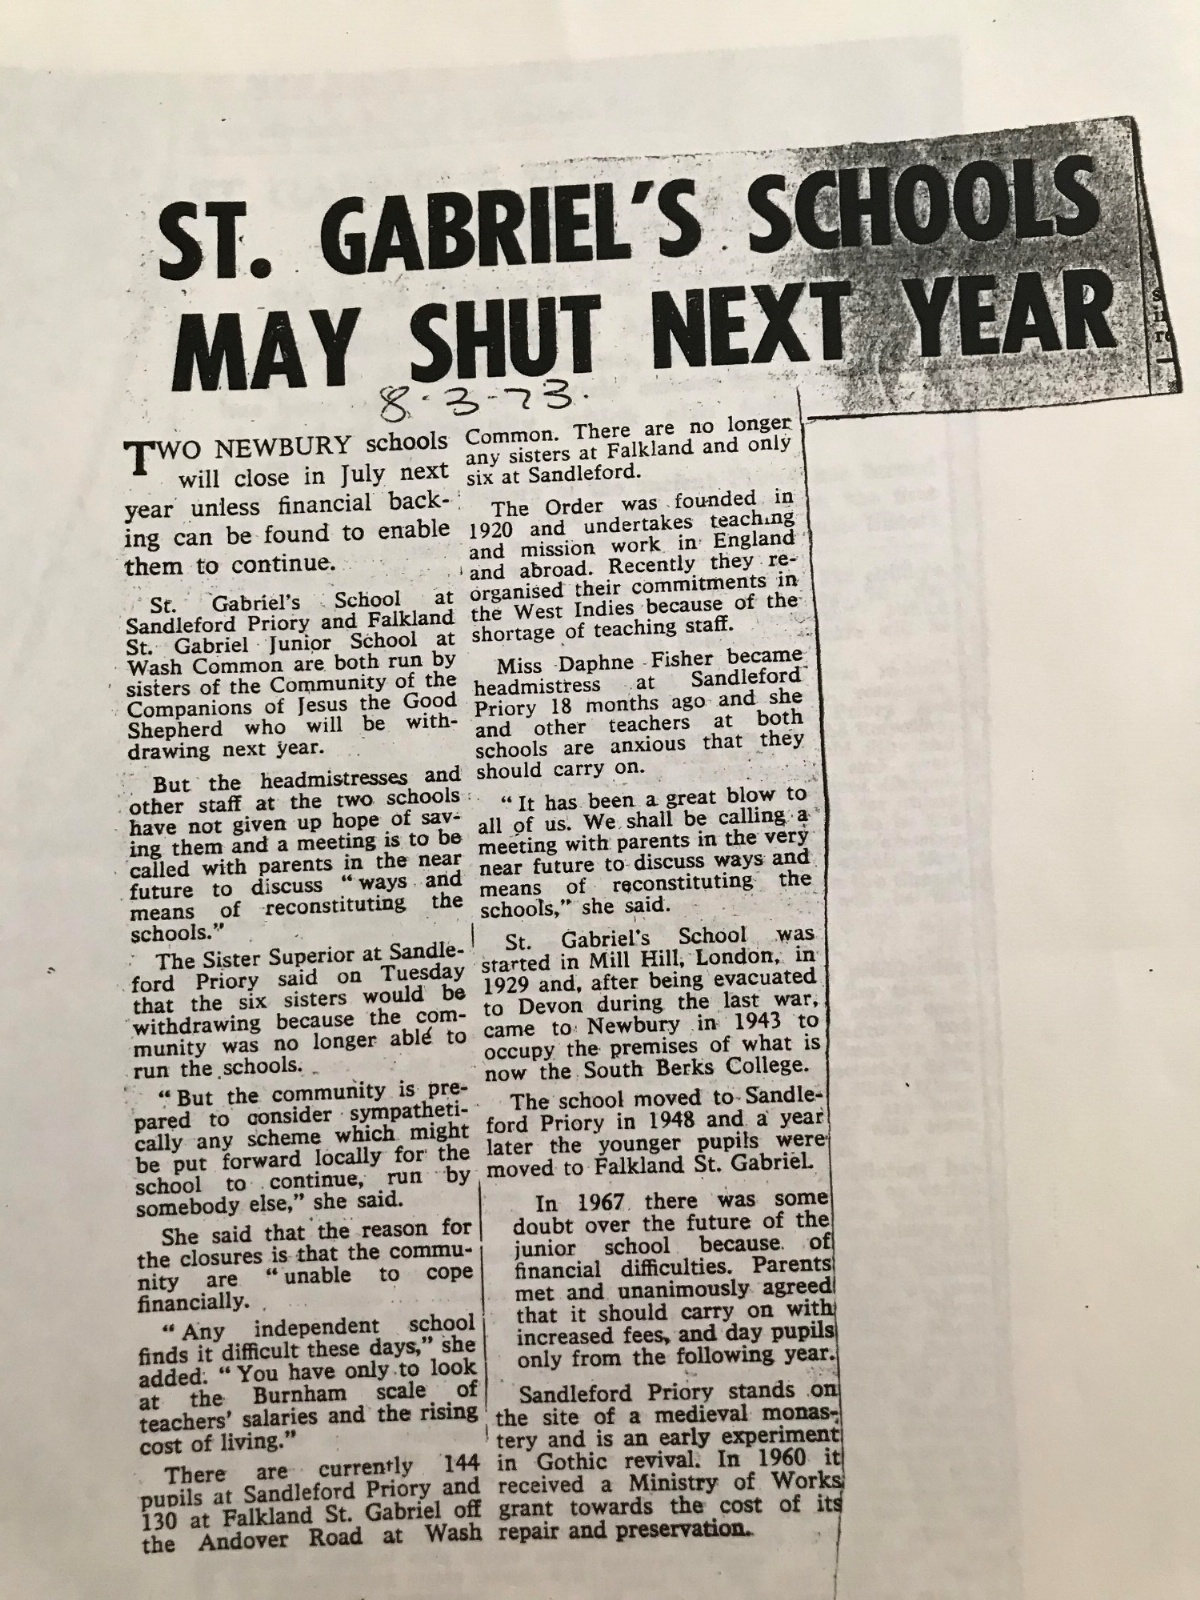 ST. GABRIEL'S SCHOOLS
MAY SHUT NEXT YEAR
8.3-73.
TWO NEWBURY schools
will close in July next
year unless financial back-
ing can be found to enable
them to continue.
St. Gabriel's School at
Sandleford Priory and Falkland
St. Gabriel Junior School at
Wash Common are both run by
sisters of the Community of the
Companions of Jesus the Good
Shepherd who will be with-
drawing next year.
But the headmistresses and
other staff at the two schools
have not given up hope of sav-
ing them and a meeting is to be
called with parents in the near
future to discuss "ways and
means of reconstituting the
schools."
The Sister Superior at Sandle-
ford Priory said on Tuesday
that the six sisters would be
withdrawing because the com-
munity was no longer able to
run the schools.
"But the community is pre-
pared to consider sympatheti-
cally any scheme which might
be put forward locally for the
school to continue, run by
somebody else," she said.
She said that the reason for
the closures is that the commu-
nity are "unable to cope
financially.
"Any independent school
finds it difficult these days," she
added. "You have only to look
at the Burnham scale of
teachers' salaries and the rising
cost of living."
There are currently 144
pupils at Sandleford Priory and
130 at Falkland St. Gabriel off
the Andover Road at Wash
Common. There are no longer
any sisters at Falkland and only
six at Sandleford.
The Order was founded in
1920 and undertakes teaching
and mission work in England
and abroad. Recently they re-
organised their commitments in
the West Indies because of the
shortage of teaching staff.
Miss Daphne Fisher became
headmistress at Sandleford
Priory 18 months ago and she
and other teachers at both
schools are anxious that they
should carry on.
"It has been a great blow to
all of us. We shall be calling a
meeting with parents in the very
near future to discuss ways and
means of reconstituting the
schools," she said.
St. Gabriel's School was
started in Mill Hill, London, in
1929 and, after being evacuated
to Devon during the last war,
came to Newbury in 1943 to
occupy the premises of what is
now the South Berks College.
The school moved to Sandle-
ford Priory in 1948 and a year
later the younger pupils were
moved to Falkland St. Gabriel.
In 1967 there was some
doubt over the future of the
junior school because of
financial difficulties. Parents
met and unanimously agreed
that it should carry on with
increased fees, and day pupils
only from the following year.
Sandleford Priory stands on
the site of a medieval monas-
tery and is an early experiment
in Gothic revival. In 1960 it
received a Ministry of Works
grant towards the cost of its
repair and preservation.